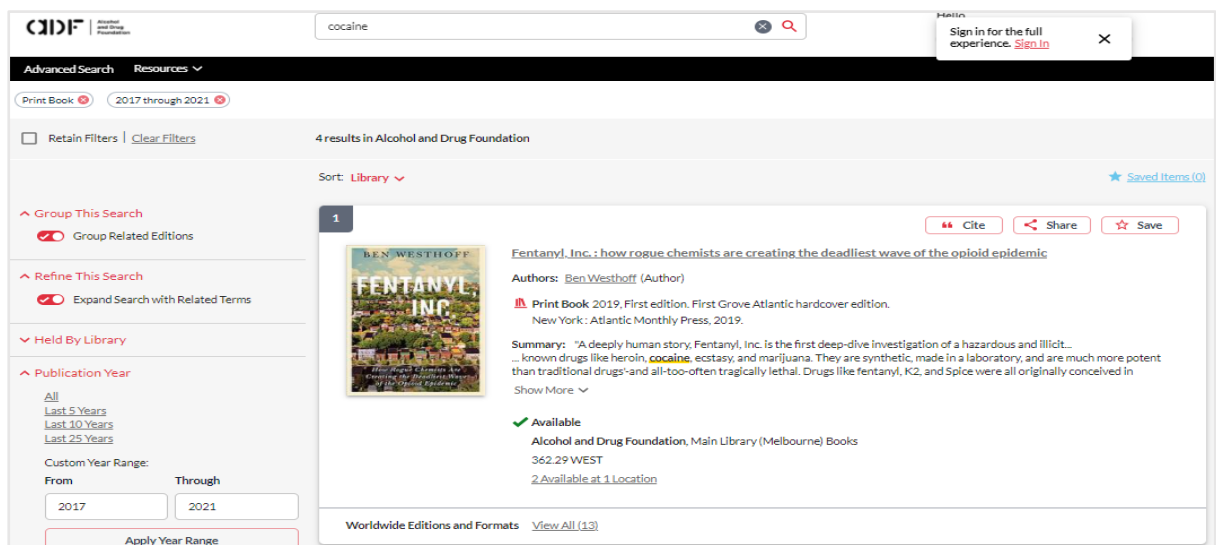 ADF Alcohol and Drug Foundation
cocaine
Hello
Sign in for the full
experience. Sign In
Advanced Search Resources
Print Book
2017 through 2021
Retain Filters | Clear Filters
4 results in Alcohol and Drug Foundation
Sort: Library
Saved Items (0)
Group This Search
Group Related Editions
Refine This Search
Expand Search with Related Terms
Held By Library
Publication Year
All
Last 5 Years
Last 10 Years
Last 25 Years
Custom Year Range:
From Through
2017 2021
Apply Year Range
1
Cite Share Save
BEN WESTHOFF
FENTANYL,
INC.
How Rogue Chemists Are
Creating the Deadliest Wave
of the Opioid Epidemic
Fentanyl, Inc. : how rogue chemists are creating the deadliest wave of the opioid epidemic
Authors: Ben Westhoff (Author)
Print Book 2019, First edition. First Grove Atlantic hardcover edition.
New York : Atlantic Monthly Press, 2019.
Summary: "A deeply human story, Fentanyl, Inc. is the first deep-dive investigation of a hazardous and illicit...
... known drugs like heroin, cocaine, ecstasy, and marijuana. They are synthetic, made in a laboratory, and are much more potent
than traditional drugs'-and all-too-often tragically lethal. Drugs like fentanyl, K2, and Spice were all originally conceived in
Show More
Available
Alcohol and Drug Foundation, Main Library (Melbourne) Books
362.29 WEST
2 Available at 1 Location
Worldwide Editions and Formats View All (13)